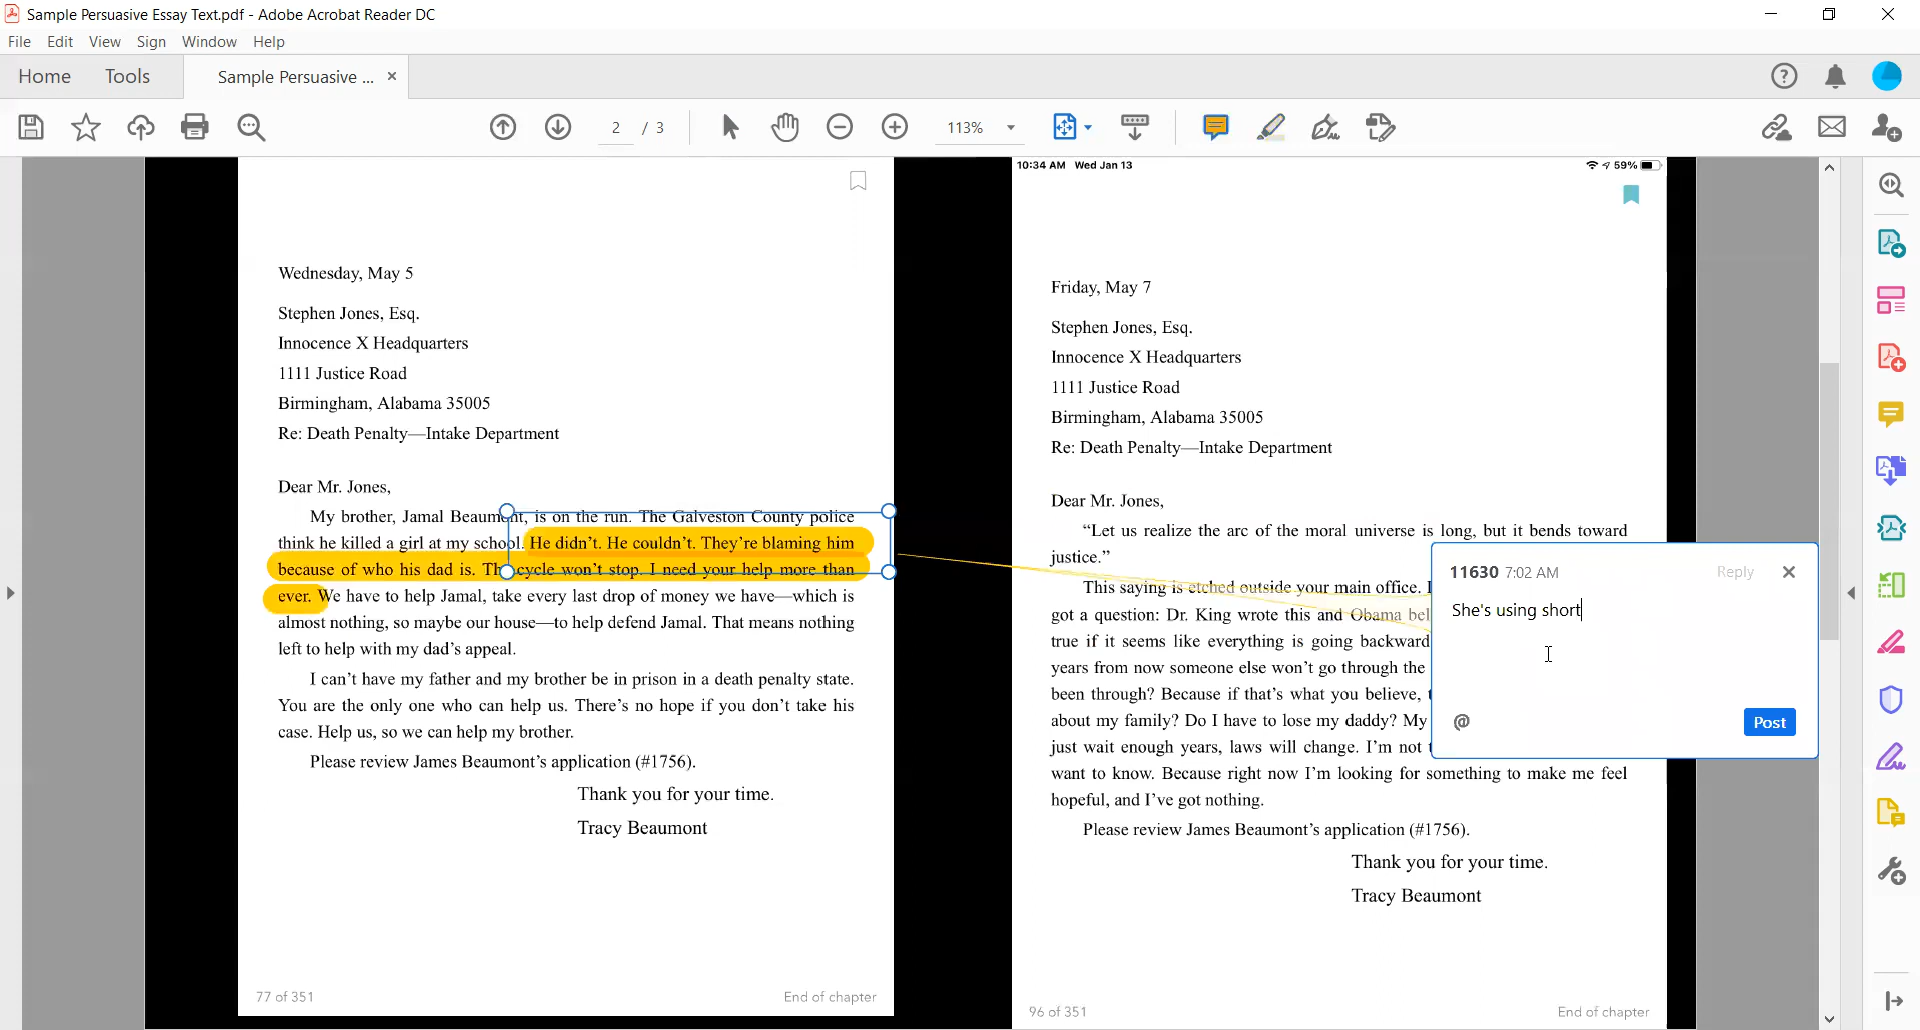 Sample Persuasive Essay Text.pdf - Adobe Acrobat Reader DC
File Edit View Sign Window Help
Home Tools Sample Persuasive ... ×
2 / 3 113%
Wednesday, May 5
Stephen Jones, Esq.
Innocence X Headquarters
1111 Justice Road
Birmingham, Alabama 35005
Re: Death Penalty—Intake Department
Dear Mr. Jones,
My brother, Jamal Beaumont, is on the run. The Galveston County police
think he killed a girl at my school. He didn’t. He couldn’t. They’re blaming him
because of who his dad is. The cycle won’t stop. I need your help more than
ever. We have to help Jamal, take every last drop of money we have—which is
almost nothing, so maybe our house—to help defend Jamal. That means nothing
left to help with my dad’s appeal.
I can’t have my father and my brother be in prison in a death penalty state.
You are the only one who can help us. There’s no hope if you don’t take his
case. Help us, so we can help my brother.
Please review James Beaumont’s application (#1756).
Thank you for your time.
Tracy Beaumont
77 of 351 End of chapter
10:34 AM Wed Jan 13 59%
Friday, May 7
Stephen Jones, Esq.
Innocence X Headquarters
1111 Justice Road
Birmingham, Alabama 35005
Re: Death Penalty—Intake Department
Dear Mr. Jones,
“Let us realize the arc of the moral universe is long, but it bends toward
justice.”
This saying is etched outside your main office.
got a question: Dr. King wrote this and Obama
true if it seems like everything is going
years from now someone else won’t go through the
been through? Because if that’s what you believe,
about my family? Do I have to lose my daddy? My
just wait enough years, laws will change. I’m not
want to know. Because right now I’m looking for something to make me feel
hopeful, and I’ve got nothing.
Please review James Beaumont’s application (#1756).
Thank you for your time.
Tracy Beaumont
96 of 351 End of chapter
11630 7:02 AM Reply
She's using short
@ Post